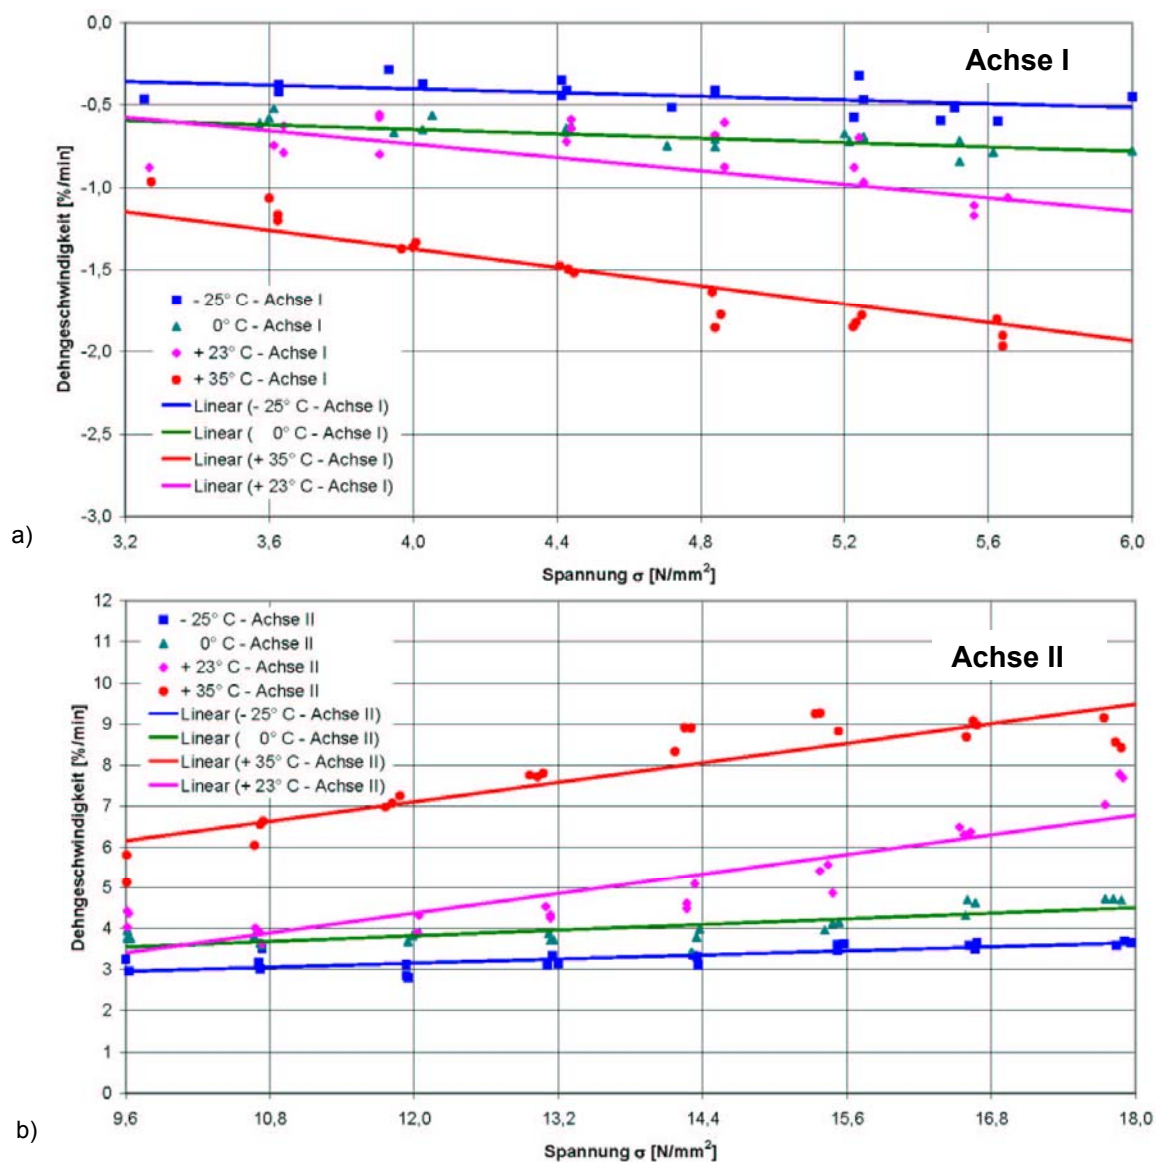 Achse I
0,0
-0,5
-1,0
-1,5
-2,0
-2,5
-3,0
Dehngeschwindigkeit [%/min]
- 25° C - Achse I
0° C - Achse I
+ 23° C - Achse I
+ 35° C - Achse I
Linear (- 25° C - Achse I)
Linear ( 0° C - Achse I)
Linear (+ 35° C - Achse I)
Linear (+ 23° C - Achse I)
a)
3,2 3,6 4,0 4,4 4,8 5,2 5,6 6,0
Spannung σ [N/mm²]
Achse II
12
11
10
9
8
7
6
5
4
3
2
1
0
Dehngeschwindigkeit [%/min]
- 25° C - Achse II
0° C - Achse II
+ 23° C - Achse II
+ 35° C - Achse II
Linear (- 25° C - Achse II)
Linear ( 0° C - Achse II)
Linear (+ 35° C - Achse II)
Linear (+ 23° C - Achse II)
9,6 10,8 12,0 13,2 14,4 15,6 16,8 18,0
b)
Spannung σ [N/mm²]